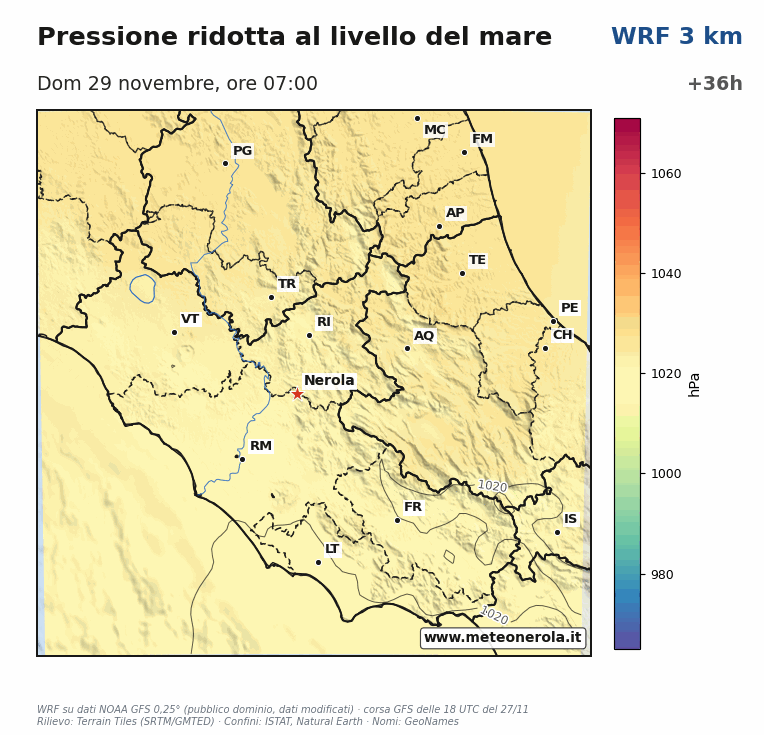 Pressione ridotta al livello del mare
WRF 3 km
Dom 29 novembre, ore 07:00
+36h
MC
FM
PG
AP
TE
TR
PE
VT
RI
AQ
CH
Nerola
RM
1020
FR
IS
LT
1020
www.meteonerola.it
1060
1040
1020
1000
980
hPa
WRF su dati NOAA GFS 0,25° (pubblico dominio, dati modificati) · corsa GFS delle 18 UTC del 27/11
Rilievo: Terrain Tiles (SRTM/GMTED) · Confini: ISTAT, Natural Earth · Nomi: GeoNames